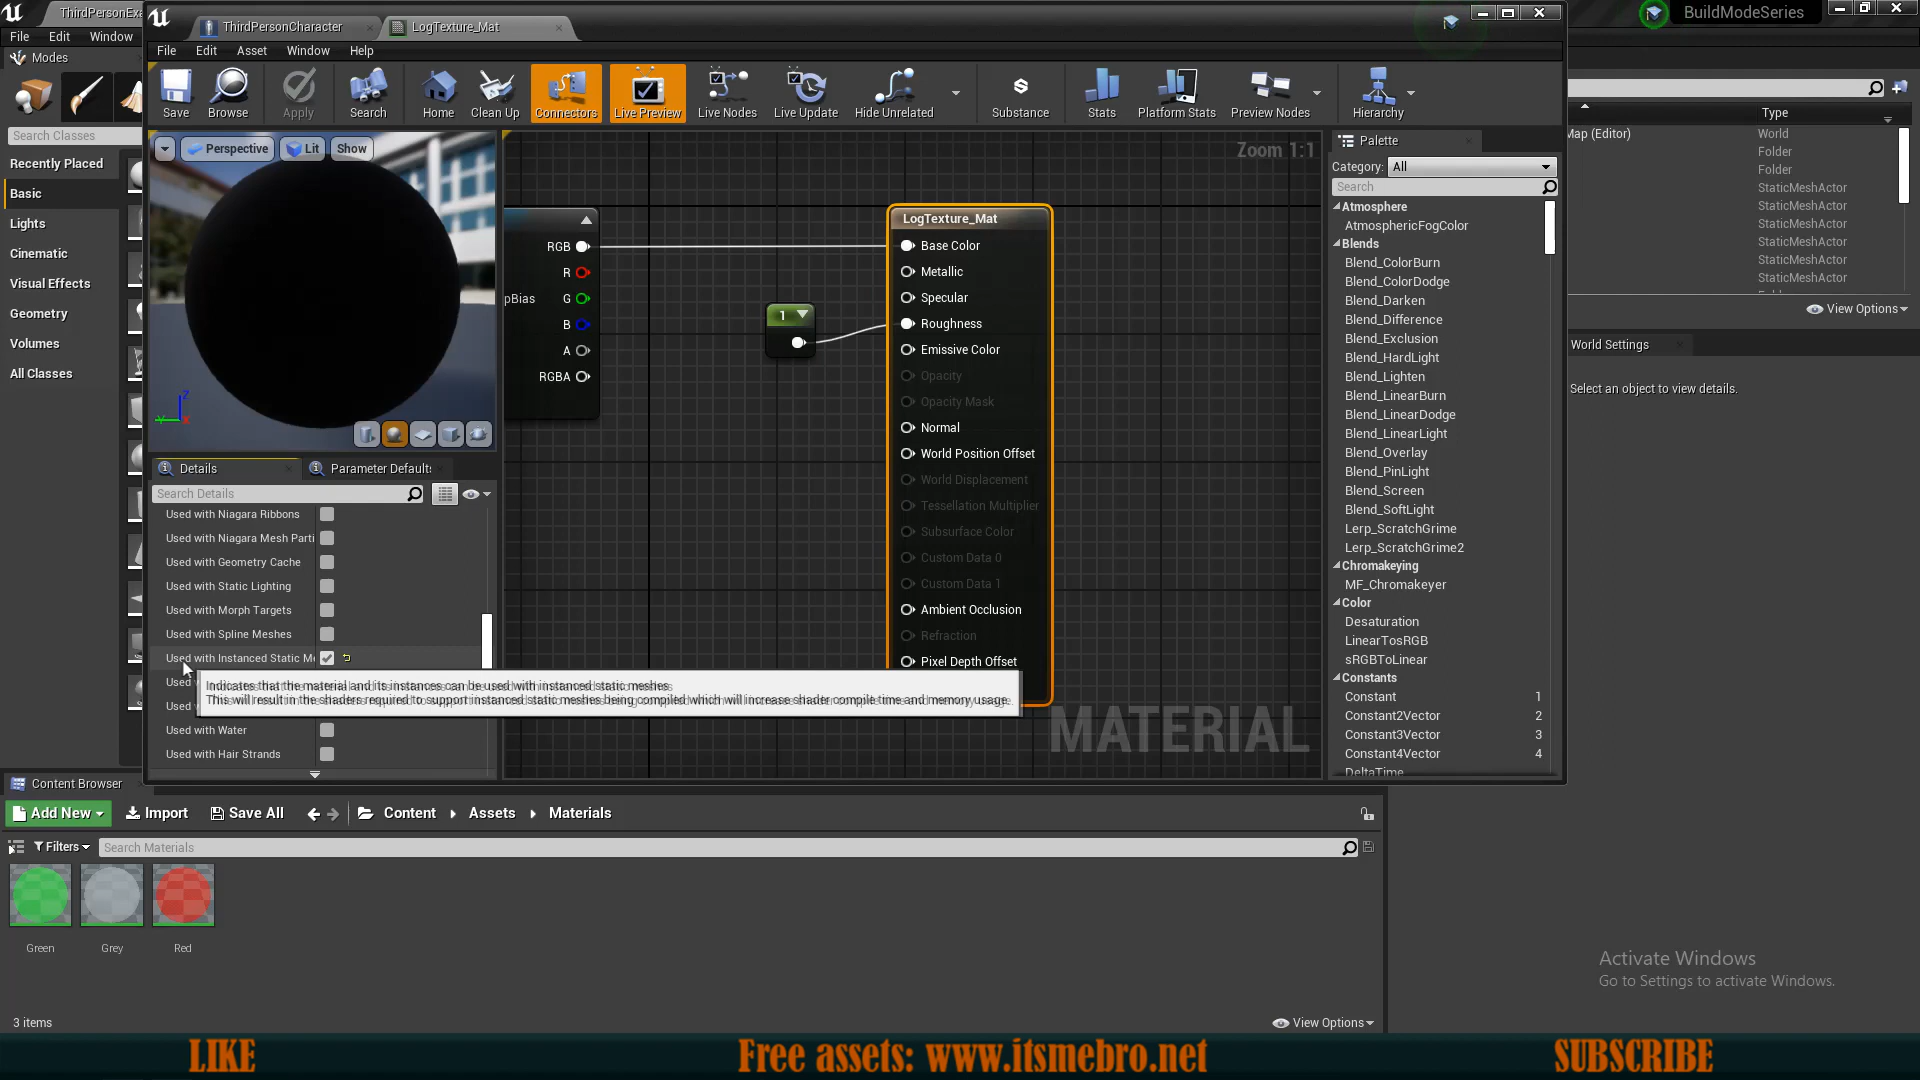 ThirdPersonExa
ThirdPersonCharacter
LogTexture_Mat
BuildModeSeries
File Edit Window
File Edit Asset Window Help
Modes
Save Browse Apply Search Home Clean Up Connectors Live Preview Live Nodes Live Update Hide Unrelated Substance Stats Platform Stats Preview Nodes Hierarchy
Search Classes
Recently Placed
Basic
Lights
Cinematic
Visual Effects
Geometry
Volumes
All Classes
Perspective Lit Show
Z
Y
X
Details Parameter Defaults
Search Details
Used with Niagara Ribbons
Used with Niagara Mesh Parti
Used with Geometry Cache
Used with Static Lighting
Used with Morph Targets
Used with Spline Meshes
Used with Instanced Static Me
Used
Used
Used with Water
Used with Hair Strands
Indicates that the material and its instances can be used with instanced static meshes.
This will result in the shaders required to support instanced static meshes being compiled which will increase shader compile time and memory usage.
Zoom 1:1
RGB
R
pBias G
B
A
RGBA
1
LogTexture_Mat
Base Color
Metallic
Specular
Roughness
Emissive Color
Opacity
Opacity Mask
Normal
World Position Offset
World Displacement
Tessellation Multiplier
Subsurface Color
Custom Data 0
Custom Data 1
Ambient Occlusion
Refraction
Pixel Depth Offset
MATERIAL
Palette
Category: All
Search
Atmosphere
AtmosphericFogColor
Blends
Blend_ColorBurn
Blend_ColorDodge
Blend_Darken
Blend_Difference
Blend_Exclusion
Blend_HardLight
Blend_Lighten
Blend_LinearBurn
Blend_LinearDodge
Blend_LinearLight
Blend_Overlay
Blend_PinLight
Blend_Screen
Blend_SoftLight
Lerp_ScratchGrime
Lerp_ScratchGrime2
Chromakeying
MF_Chromakeyer
Color
Desaturation
LinearTosRGB
sRGBToLinear
Constants
Constant 1
Constant2Vector 2
Constant3Vector 3
Constant4Vector 4
DeltaTime
Type
Map (Editor) World
Folder
Folder
StaticMeshActor
StaticMeshActor
StaticMeshActor
StaticMeshActor
StaticMeshActor
StaticMeshActor
View Options
World Settings
Select an object to view details.
Content Browser
Add New Import Save All Content Assets Materials
Filters Search Materials
Green Grey Red
3 items
View Options
Activate Windows
Go to Settings to activate Windows.
LIKE Free assets: www.itsmebro.net SUBSCRIBE